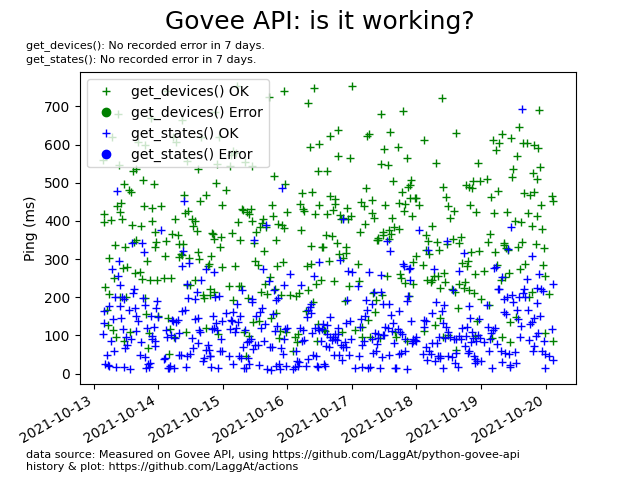 Govee API: is it working?
get_devices(): No recorded error in 7 days.
get_states(): No recorded error in 7 days.
get_devices() OK
get_devices() Error
get_states() OK
get_states() Error
Ping (ms)
700
600
500
400
300
200
100
0
2021-10-13
2021-10-14
2021-10-15
2021-10-16
2021-10-17
2021-10-18
2021-10-19
2021-10-20
data source: Measured on Govee API, using https://github.com/LaggAt/python-govee-api
history & plot: https://github.com/LaggAt/actions